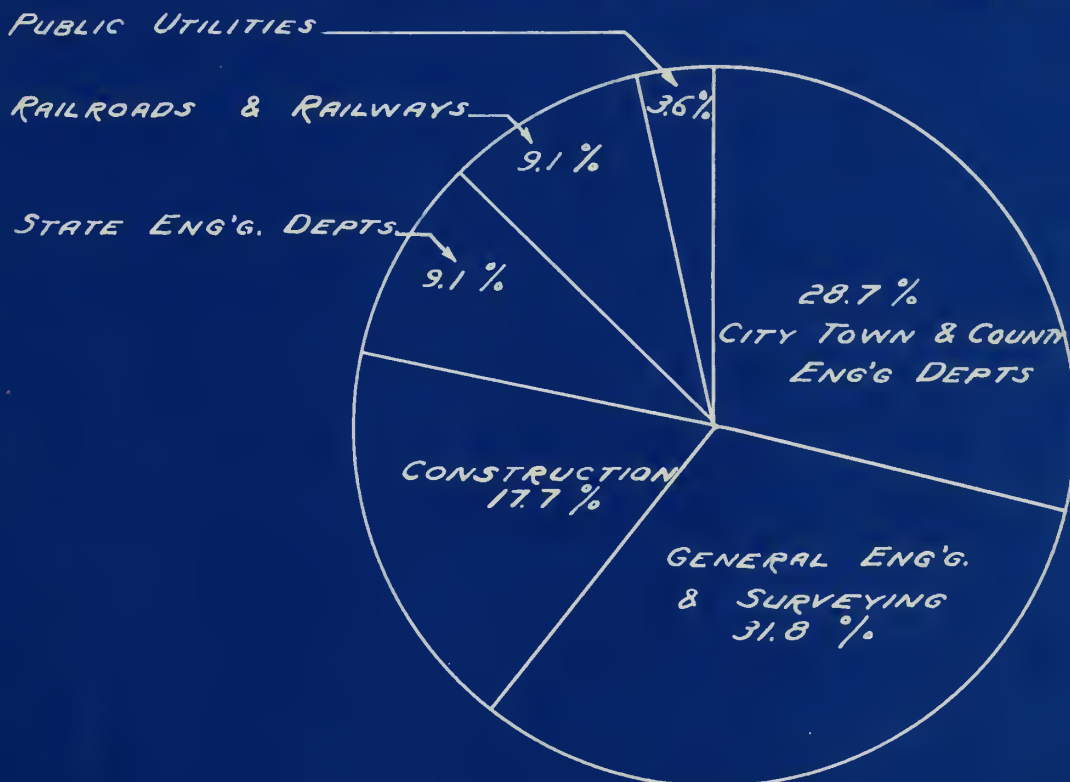 PUBLIC UTILITIES
3.6%
RAILROADS & RAILWAYS
9.1 %
STATE ENG'G. DEPTS
9.1 %
28.7 %
CITY TOWN & COUNTY
ENG'G DEPTS
CONSTRUCTION
17.7 %
GENERAL ENG'G.
& SURVEYING
31.8 %